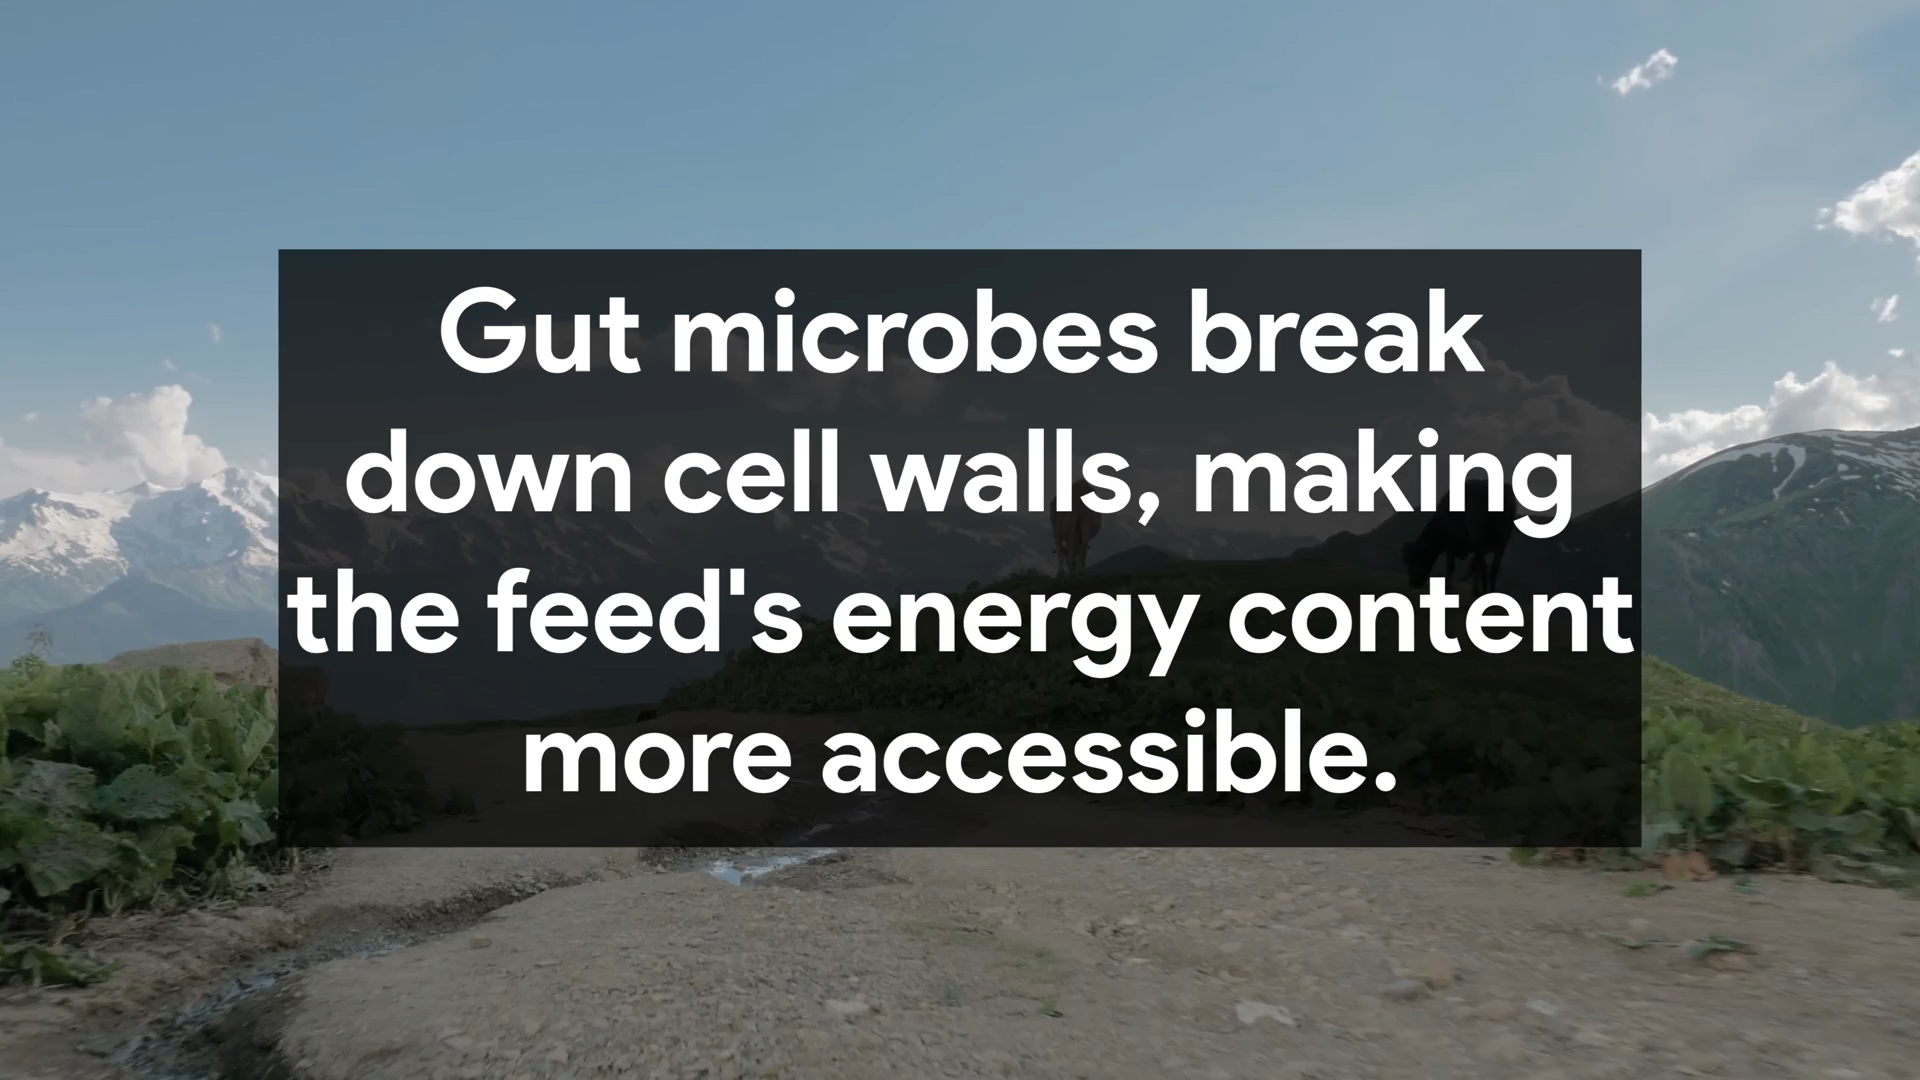 Gut microbes break
down cell walls, making
the feed's energy content
more accessible.